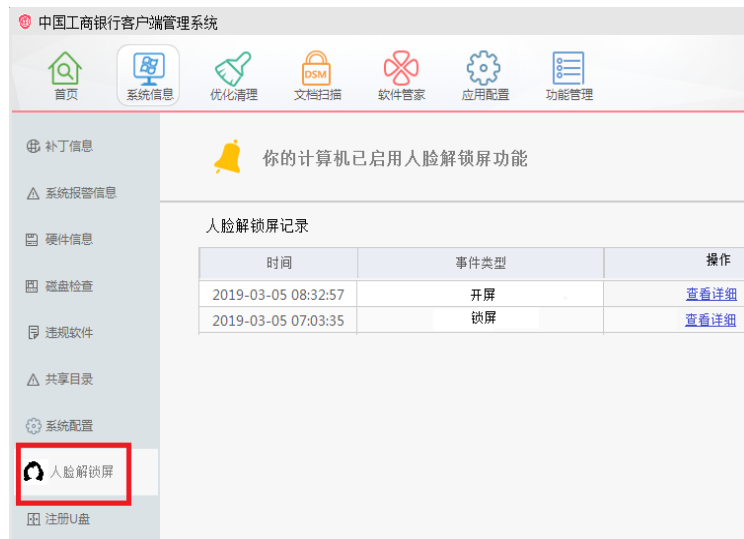 中国工商银行客户端管理系统
首页 系统信息 优化清理 文档扫描 软件管家 应用配置 功能管理
DSM
补丁信息
系统报警信息
硬件信息
磁盘检查
违规软件
共享目录
系统配置
人脸解锁屏
注册U盘
你的计算机已启用人脸解锁屏功能
人脸解锁屏记录
时间 事件类型 操作
2019-03-05 08:32:57 开屏 查看详细
2019-03-05 07:03:35 锁屏 查看详细